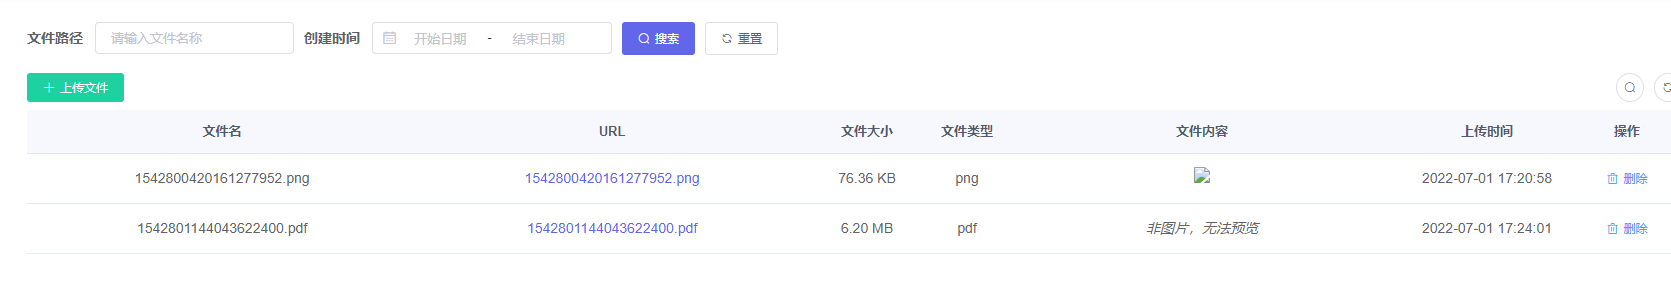 文件路径 请输入文件名称 创建时间 开始日期 - 结束日期 搜索 重置
上传文件
文件名 URL 文件大小 文件类型 文件内容 上传时间 操作
1542800420161277952.png 1542800420161277952.png 76.36 KB png 2022-07-01 17:20:58 删除
1542801144043622400.pdf 1542801144043622400.pdf 6.20 MB pdf 非图片，无法预览 2022-07-01 17:24:01 删除